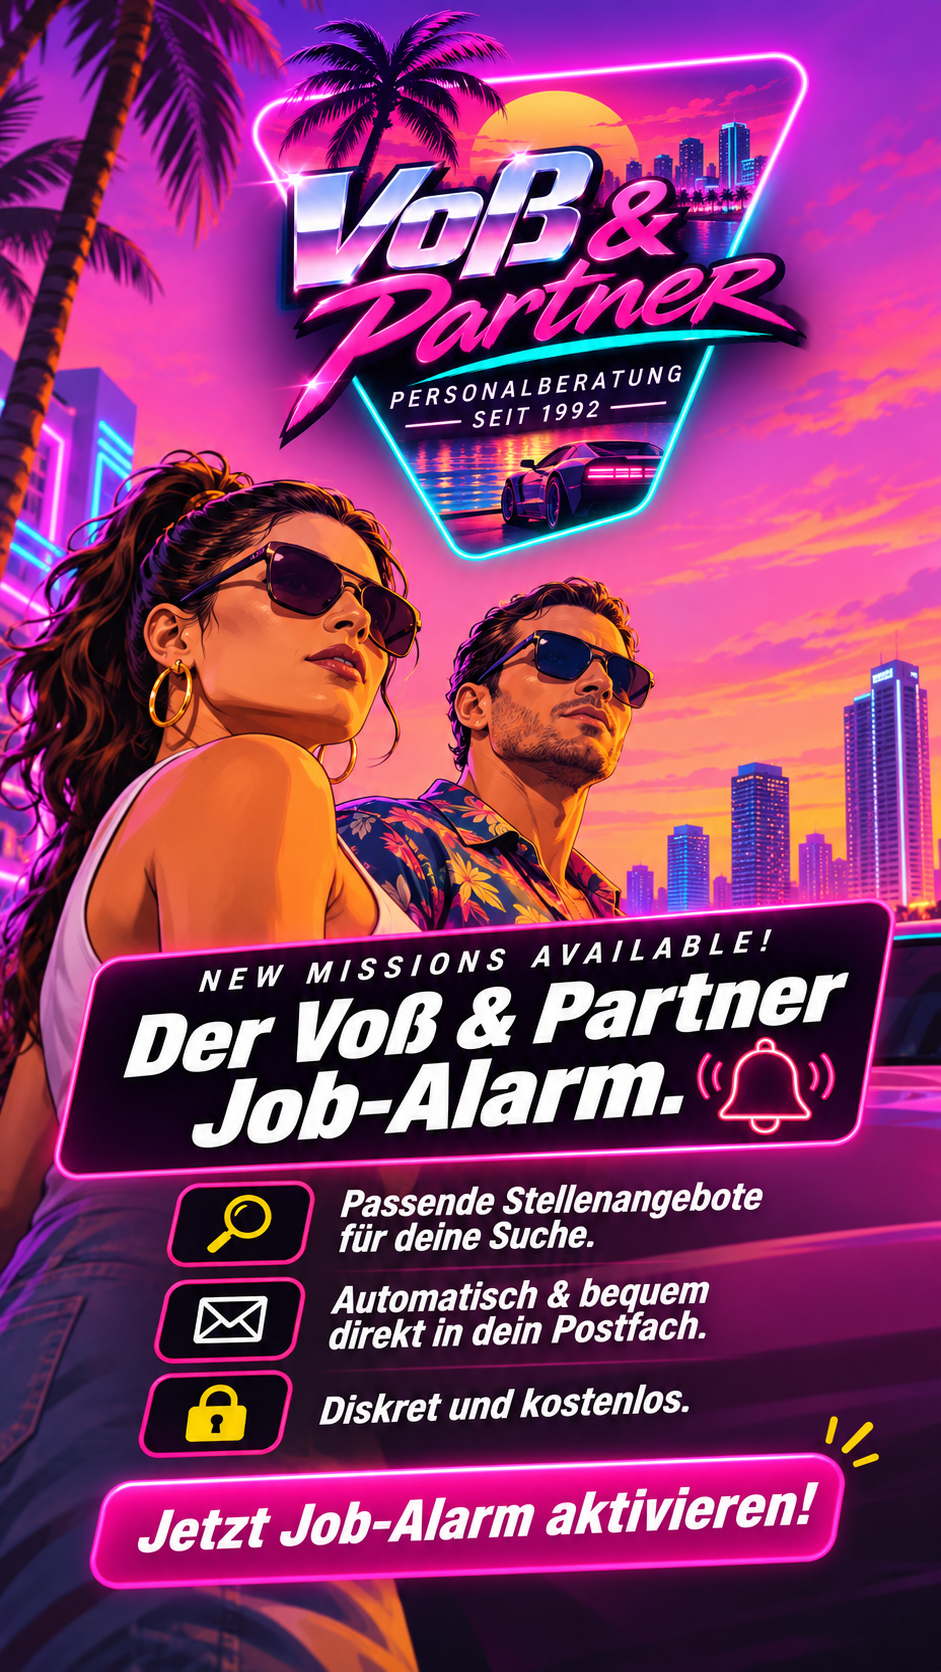 Voß &
Partner
PERSONALBERATUNG
SEIT 1992
NEW MISSIONS AVAILABLE!
Der Voß & Partner
Job-Alarm.
Passende Stellenangebote
für deine Suche.
Automatisch & bequem
direkt in dein Postfach.
Diskret und kostenlos.
Jetzt Job-Alarm aktivieren!